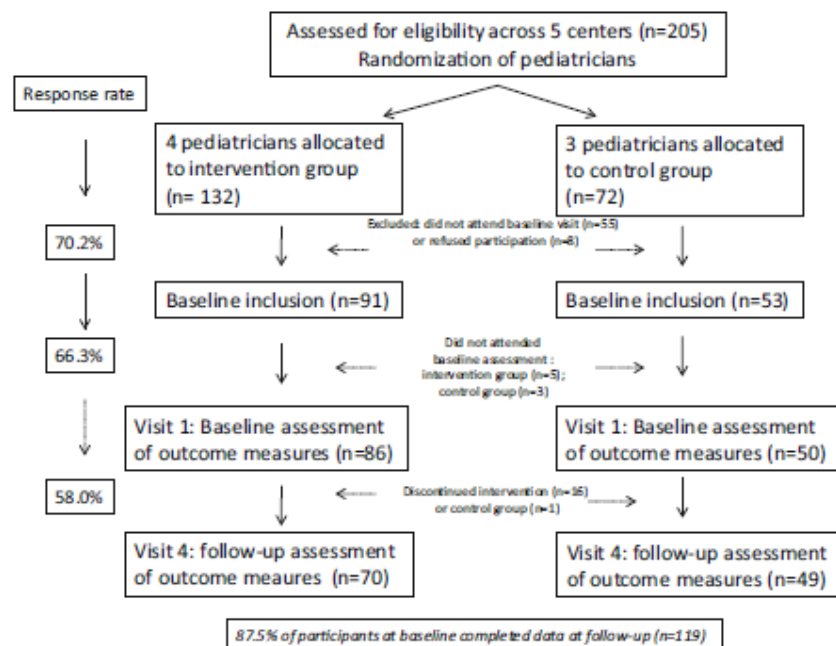 Assessed for eligibility across 5 centers (n=205)
Randomization of pediatricians
Response rate
4 pediatricians allocated
to intervention group
(n= 132)
3 pediatricians allocated
to control group
(n=72)
Excluded: did not attend baseline visit (n=55)
or refused participation (n=8)
70.2%
Baseline inclusion (n=91)
Baseline inclusion (n=53)
Did not attended
baseline assessment :
intervention group (n=5);
control group (n=3)
66.3%
Visit 1: Baseline assessment
of outcome measures (n=86)
Visit 1: Baseline assessment
of outcome measures (n=50)
Discontinued intervention (n=16)
or control group (n=1)
58.0%
Visit 4: follow-up assessment
of outcome meaures (n=70)
Visit 4: follow-up assessment
of outcome measures (n=49)
87.5% of participants at baseline completed data at follow-up (n=119)